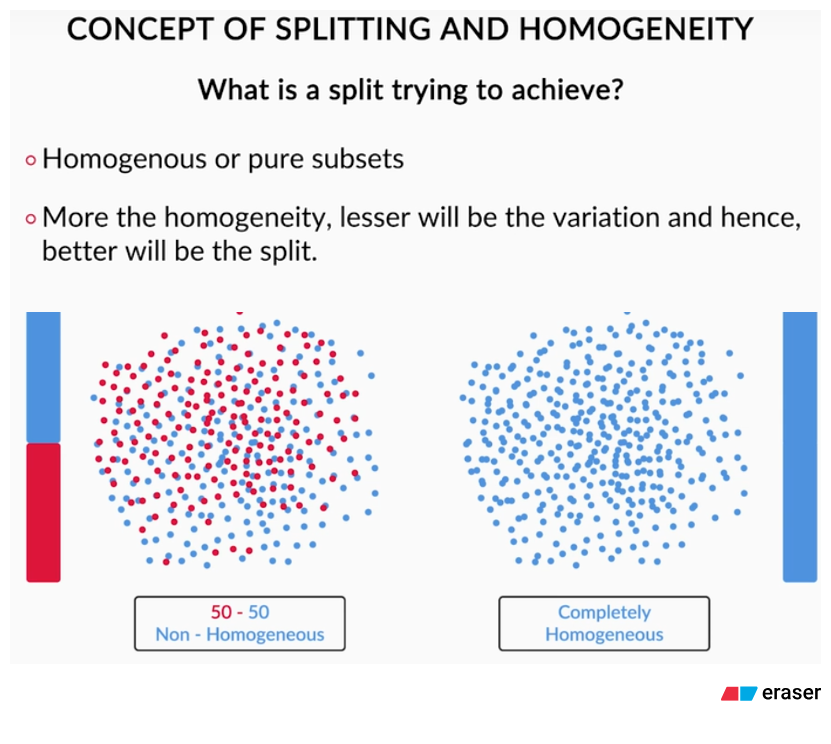 CONCEPT OF SPLITTING AND HOMOGENEITY
What is a split trying to achieve?
Homogenous or pure subsets
More the homogeneity, lesser will be the variation and hence,
better will be the split.
50 - 50
Non - Homogeneous
Completely
Homogeneous
eraser